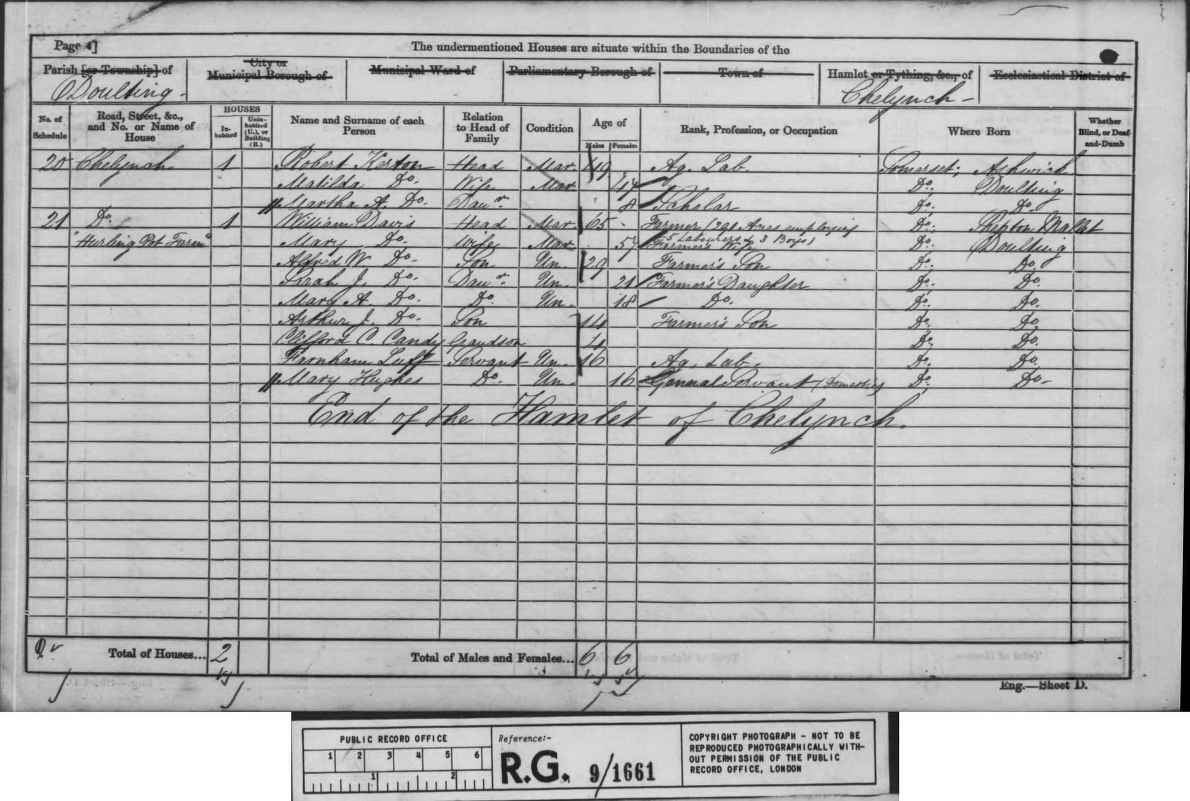 Page 4]
The undermentioned Houses are situate within the Boundaries of the
Parish [or Township] of
Doulting
City or Municipal Borough of
Municipal Ward of
Parliamentary Borough of
Town of
Hamlet or Tything, &c., of
Chelynch
Ecclesiastical District of
No. of Schedule
Road, Street, &c., and No. or Name of House
HOUSES
In-habited
Unin-habited (U.), or Building (B.)
Name and Surname of each Person
Relation to Head of Family
Condition
Age of
Males
Females
Rank, Profession, or Occupation
Where Born
Whether Blind, or Deaf-and-Dumb
20 Chelynch 1 Robert Keston Head Mar 49 Ag. Lab. Somerset; Ashwick
Matilda Do. Wife Mar 47 Do. Doulting
Martha A. Do. Daur. 8 Scholar Do. Do.
21 Do. 1 William Davis Head Mar 65 Farmer Acres employing Do. Shepton Mallet
Farm 5 Labourers & 3 Boys)
Mary Do. Wife Mar 57 Farmer's Wife Do. Doulting
Alfred W. Do. Son Un. 29 Farmer's Son Do. Do.
Sarah J. Do. Daur. Un. 21 Farmer's Daughter Do. Do.
Mary A. Do. Do. Un. 18 Do. Do. Do.
Arthur J. Do. Son 14 Farmer's Son Do. Do.
Clifford C. Candy Grandson 4 Do. Do.
Farnham Luff Servant Un. 16 Ag. Lab. Do. Do.
Mary Hughes Do. Un. 16 General Servant (Domestic) Do. Do.
End of the Hamlet of Chelynch.
Total of Houses... 2
Total of Males and Females... 6 6
Eng.—Sheet D.
PUBLIC RECORD OFFICE
1 2 3 4 5 6
1 2
Reference:-
R.G. 9/1661
COPYRIGHT PHOTOGRAPH - NOT TO BE
REPRODUCED PHOTOGRAPHICALLY WITH-
OUT PERMISSION OF THE PUBLIC
RECORD OFFICE, LONDON